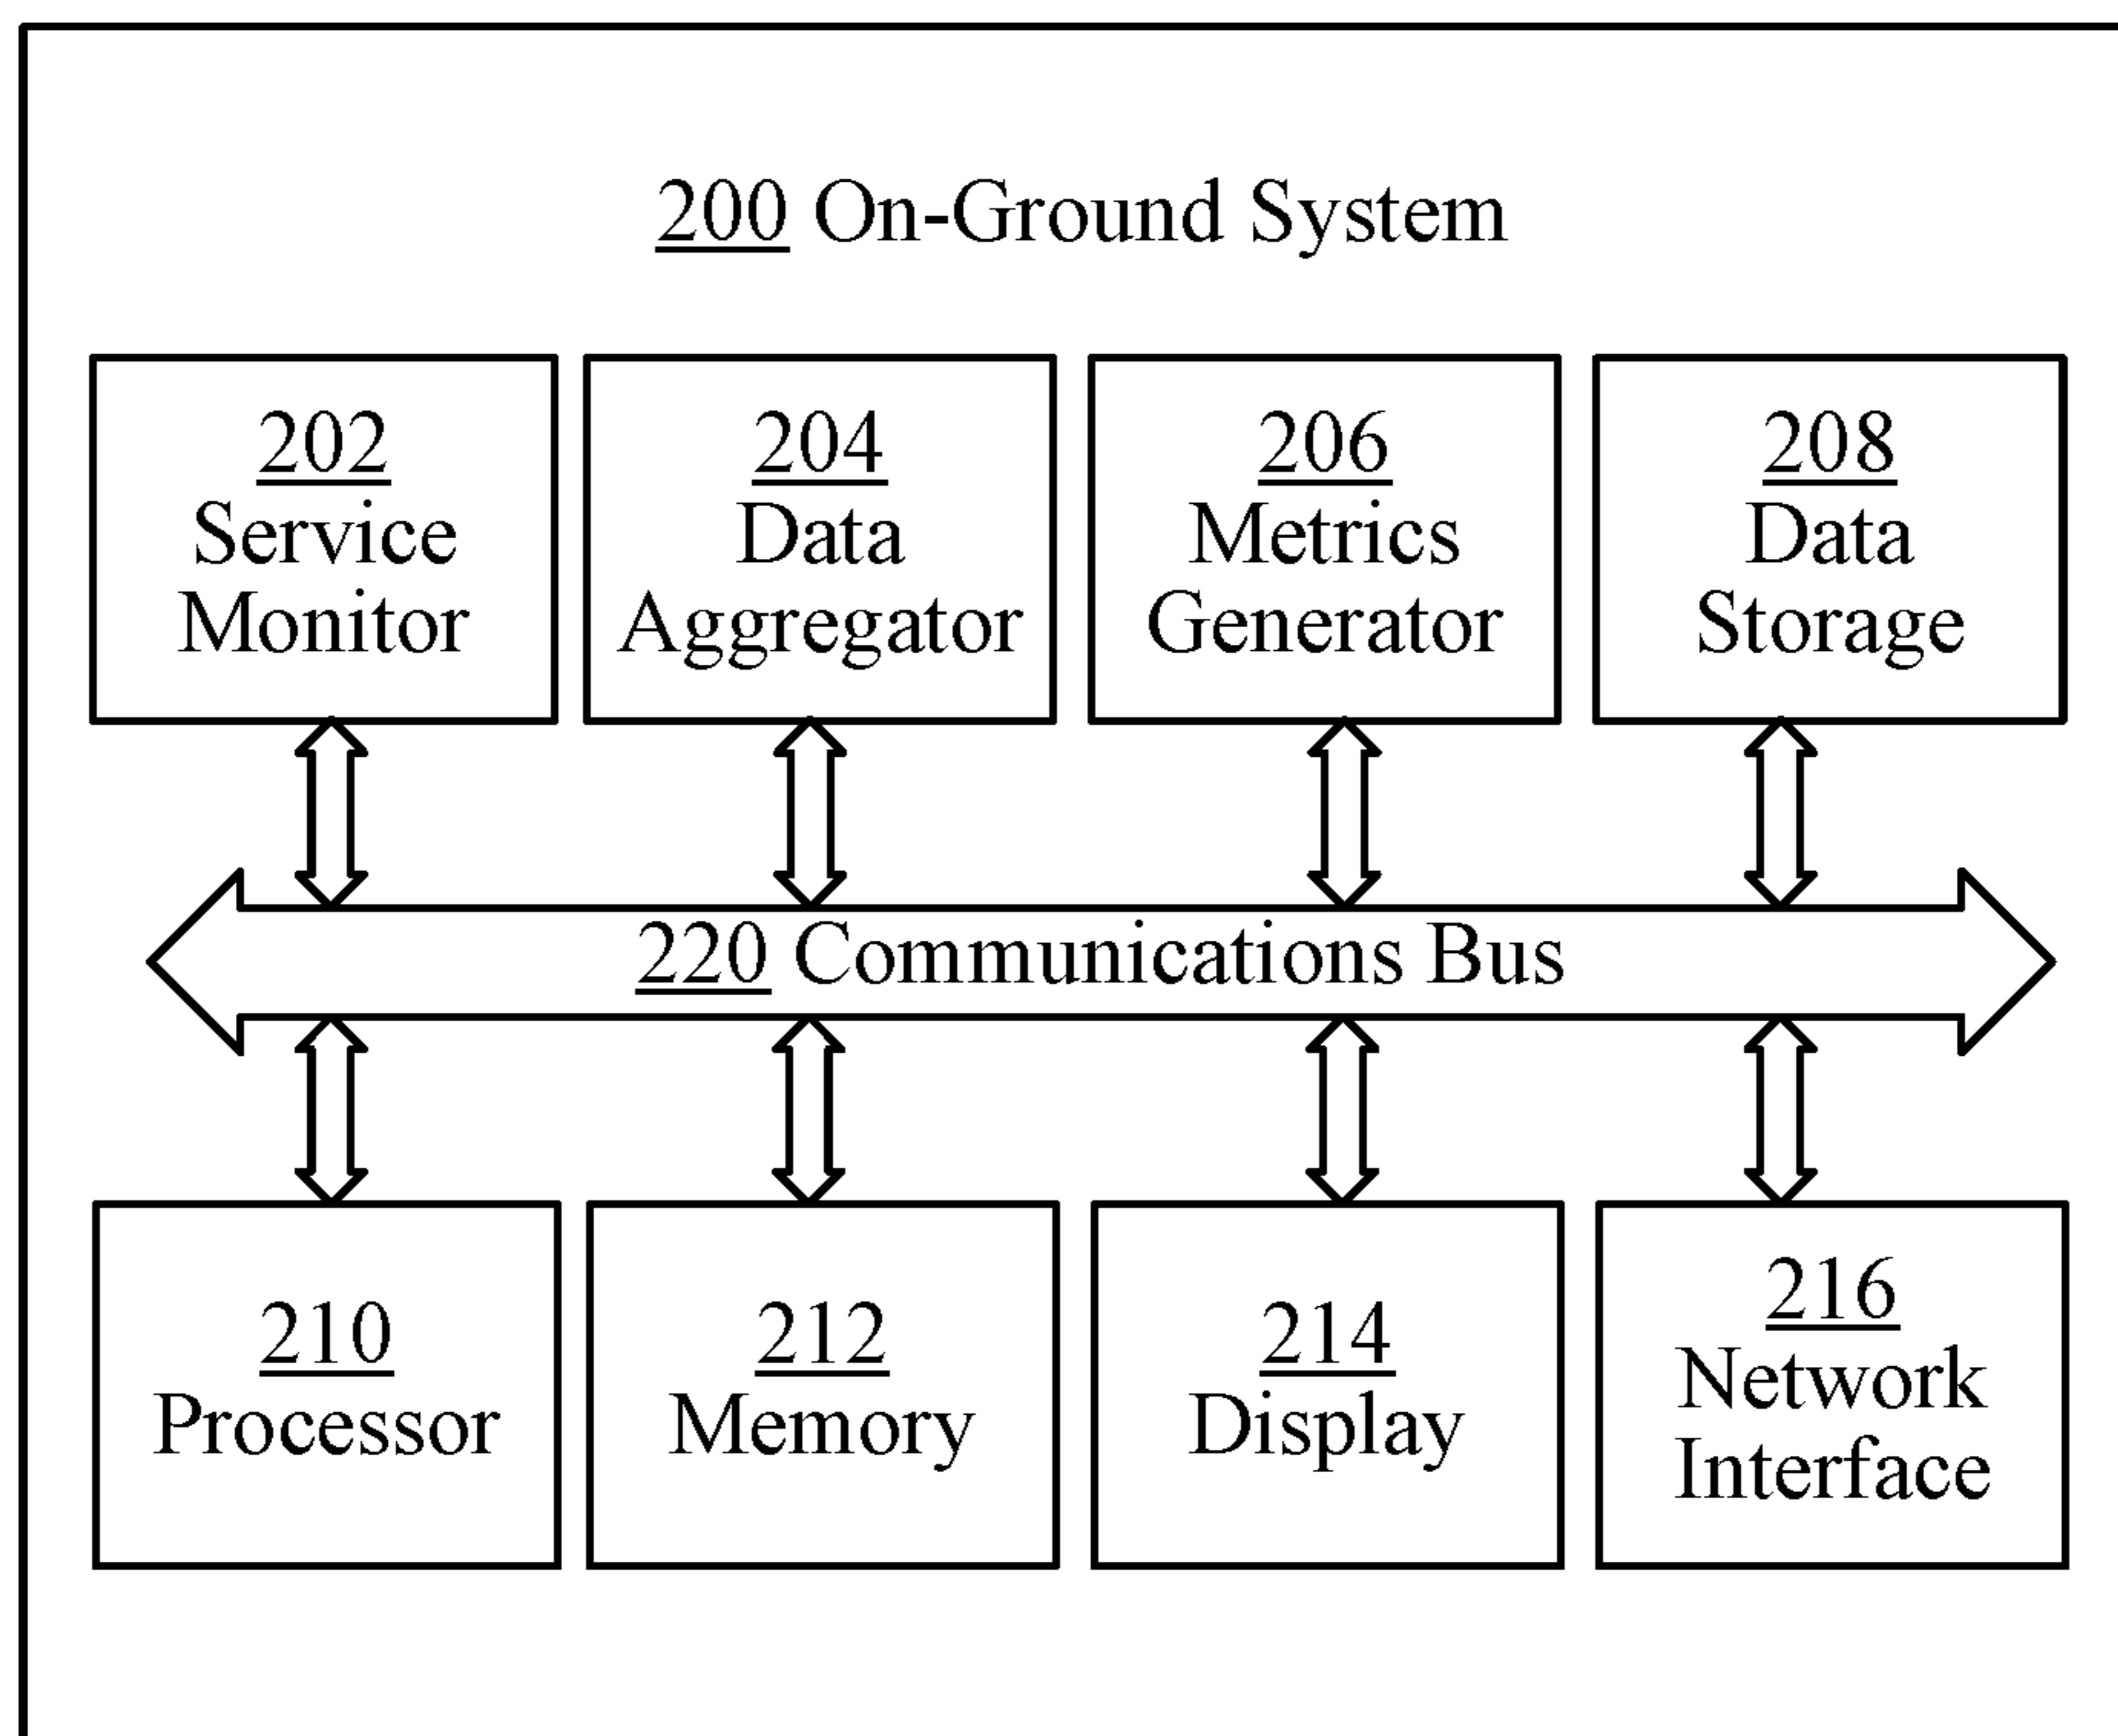 200 On-Ground System
202
Service
Monitor
204
Data
Aggregator
206
Metrics
Generator
208
Data
Storage
220 Communications Bus
210
Processor
212
Memory
214
Display
216
Network
Interface